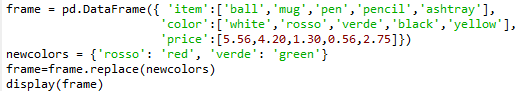 frame = pd.DataFrame({ 'item':['ball','mug','pen','pencil','ashtray'],
'color':['white','rosso','verde','black','yellow'],
'price':[5.56,4.20,1.30,0.56,2.75]})
newcolors = {'rosso': 'red', 'verde': 'green'}
frame=frame.replace(newcolors)
display(frame)